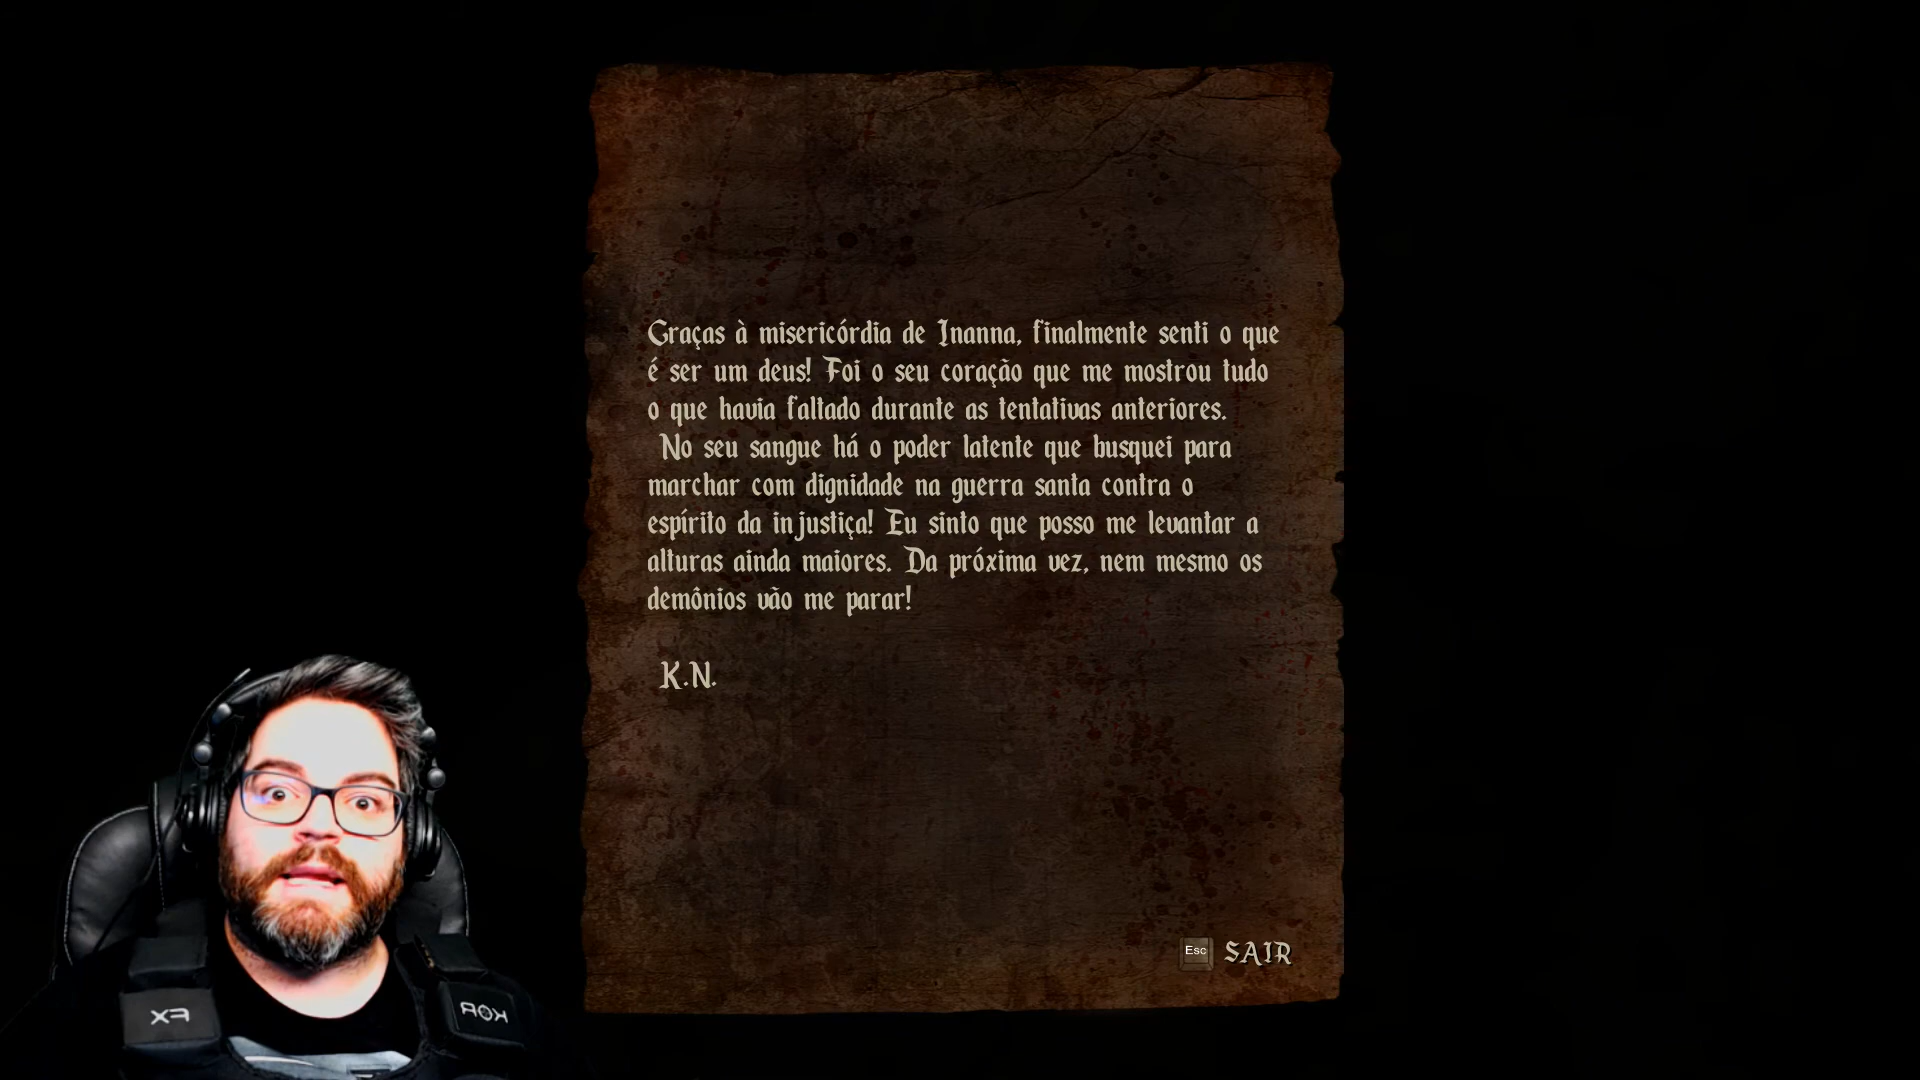 Graças à misericórdia de Inanna, finalmente senti o que
é ser um deus! Foi o seu coração que me mostrou tudo
o que havia faltado durante as tentativas anteriores.
No seu sangue há o poder latente que busquei para
marchar com dignidade na guerra santa contra o
espírito da injustiça! Eu sinto que posso me levantar a
alturas ainda maiores. Da próxima vez, nem mesmo os
demônios vão me parar!
K.N.
Esc SAIR